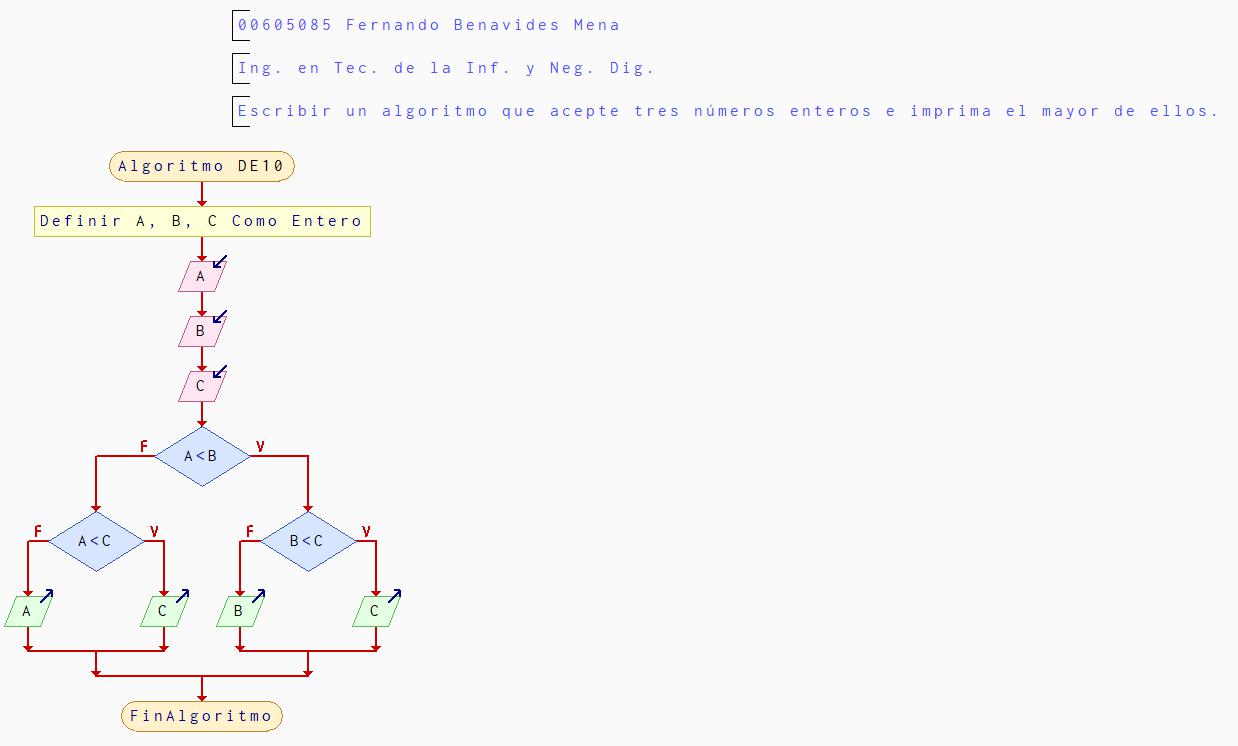 00605085 Fernando Benavides Mena
Ing. en Tec. de la Inf. y Neg. Dig.
Escribir un algoritmo que acepte tres números enteros e imprima el mayor de ellos.
Algoritmo DE10
Definir A, B, C Como Entero
A
B
C
F A<B V
F A<C V F B<C V
A C B C
FinAlgoritmo